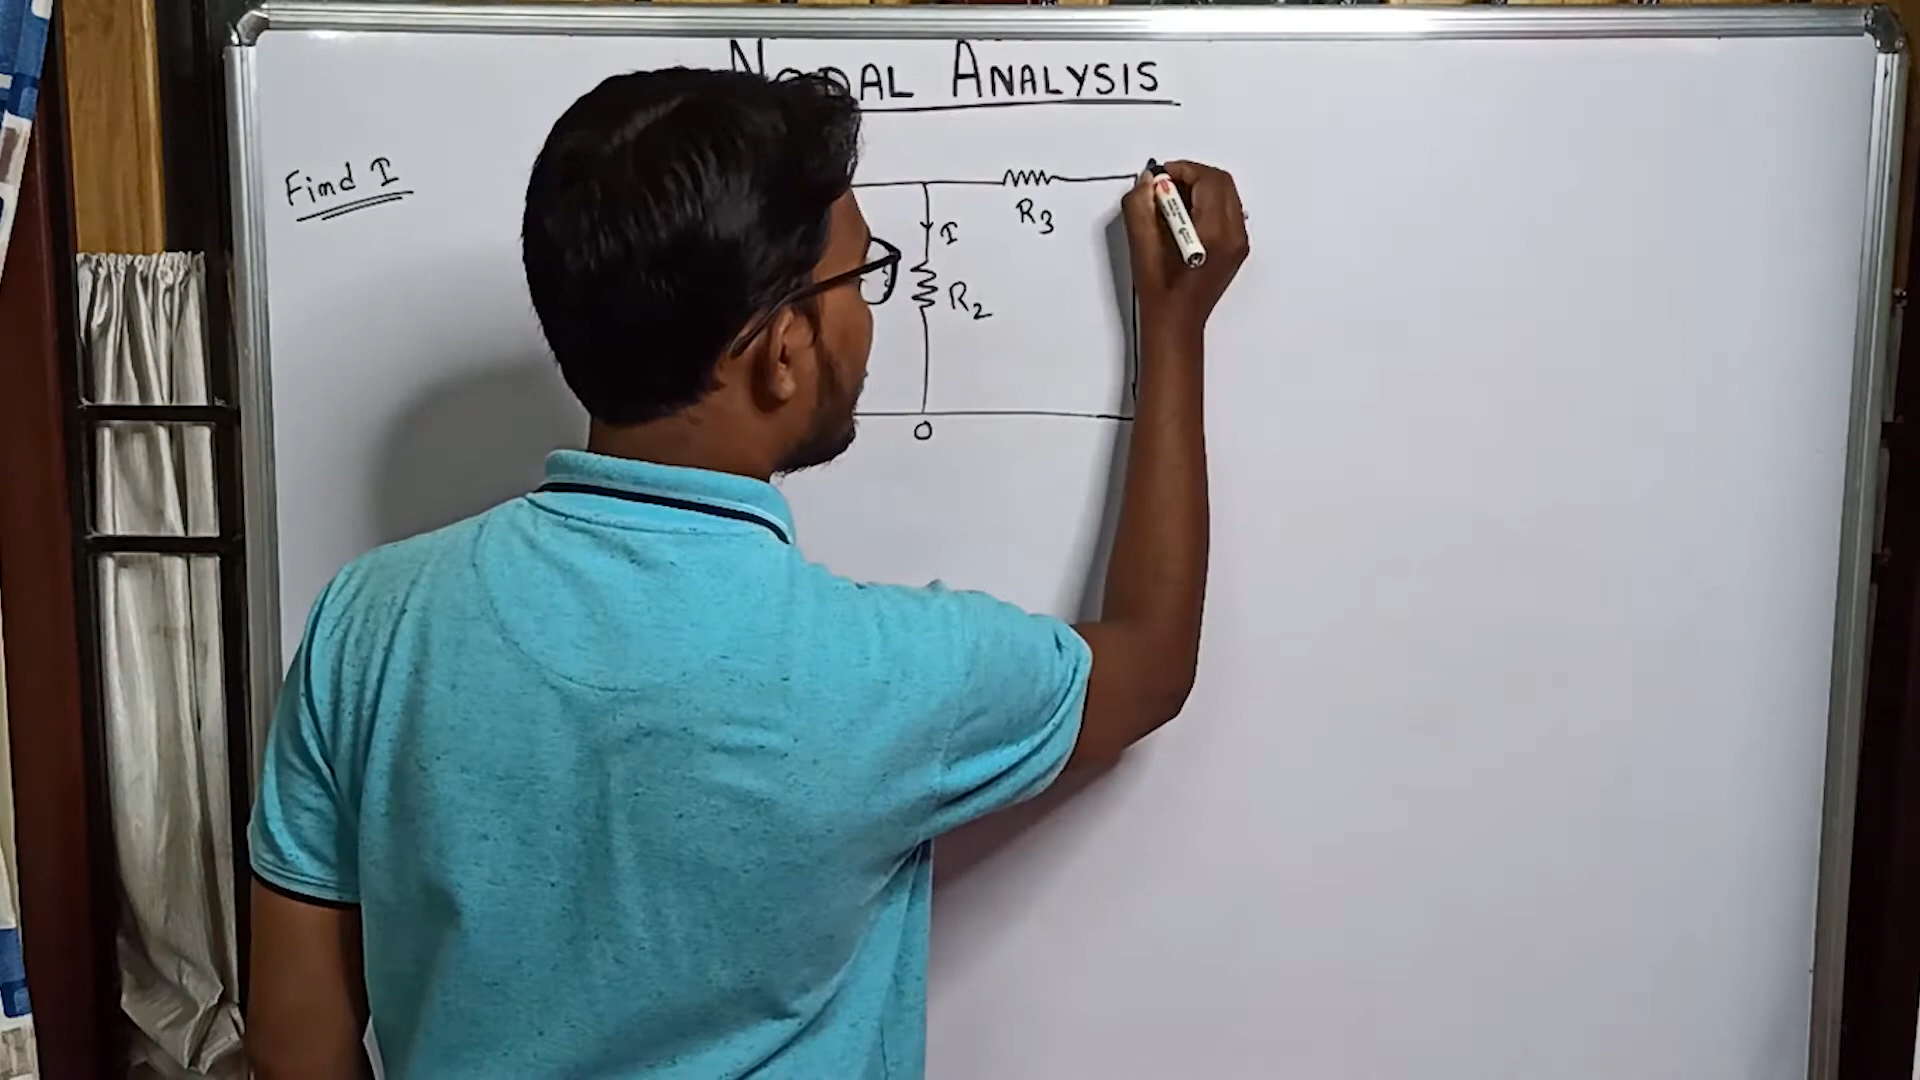 NODAL ANALYSIS
Find I
R3
I
R2
0